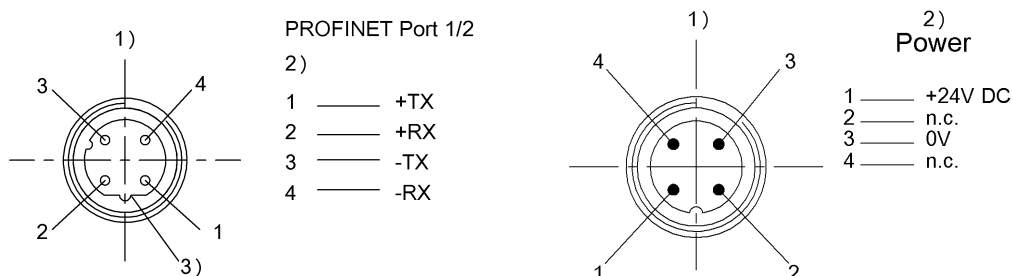 1)
3
4
2
1
3)
PROFINET Port 1/2
2)
1 +TX
2 +RX
3 -TX
4 -RX
1)
4
3
1
2
2)
Power
1 +24V DC
2 n.c.
3 0V
4 n.c.